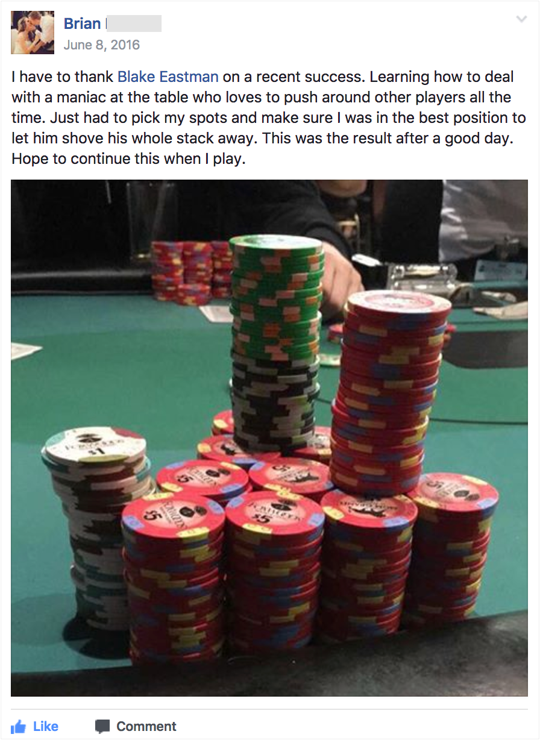 Brian
June 8, 2016
I have to thank Blake Eastman on a recent success. Learning how to deal
with a maniac at the table who loves to push around other players all the
time. Just had to pick my spots and make sure I was in the best position to
let him shove his whole stack away. This was the result after a good day.
Hope to continue this when I play.
$1
$5
$5
Like
Comment